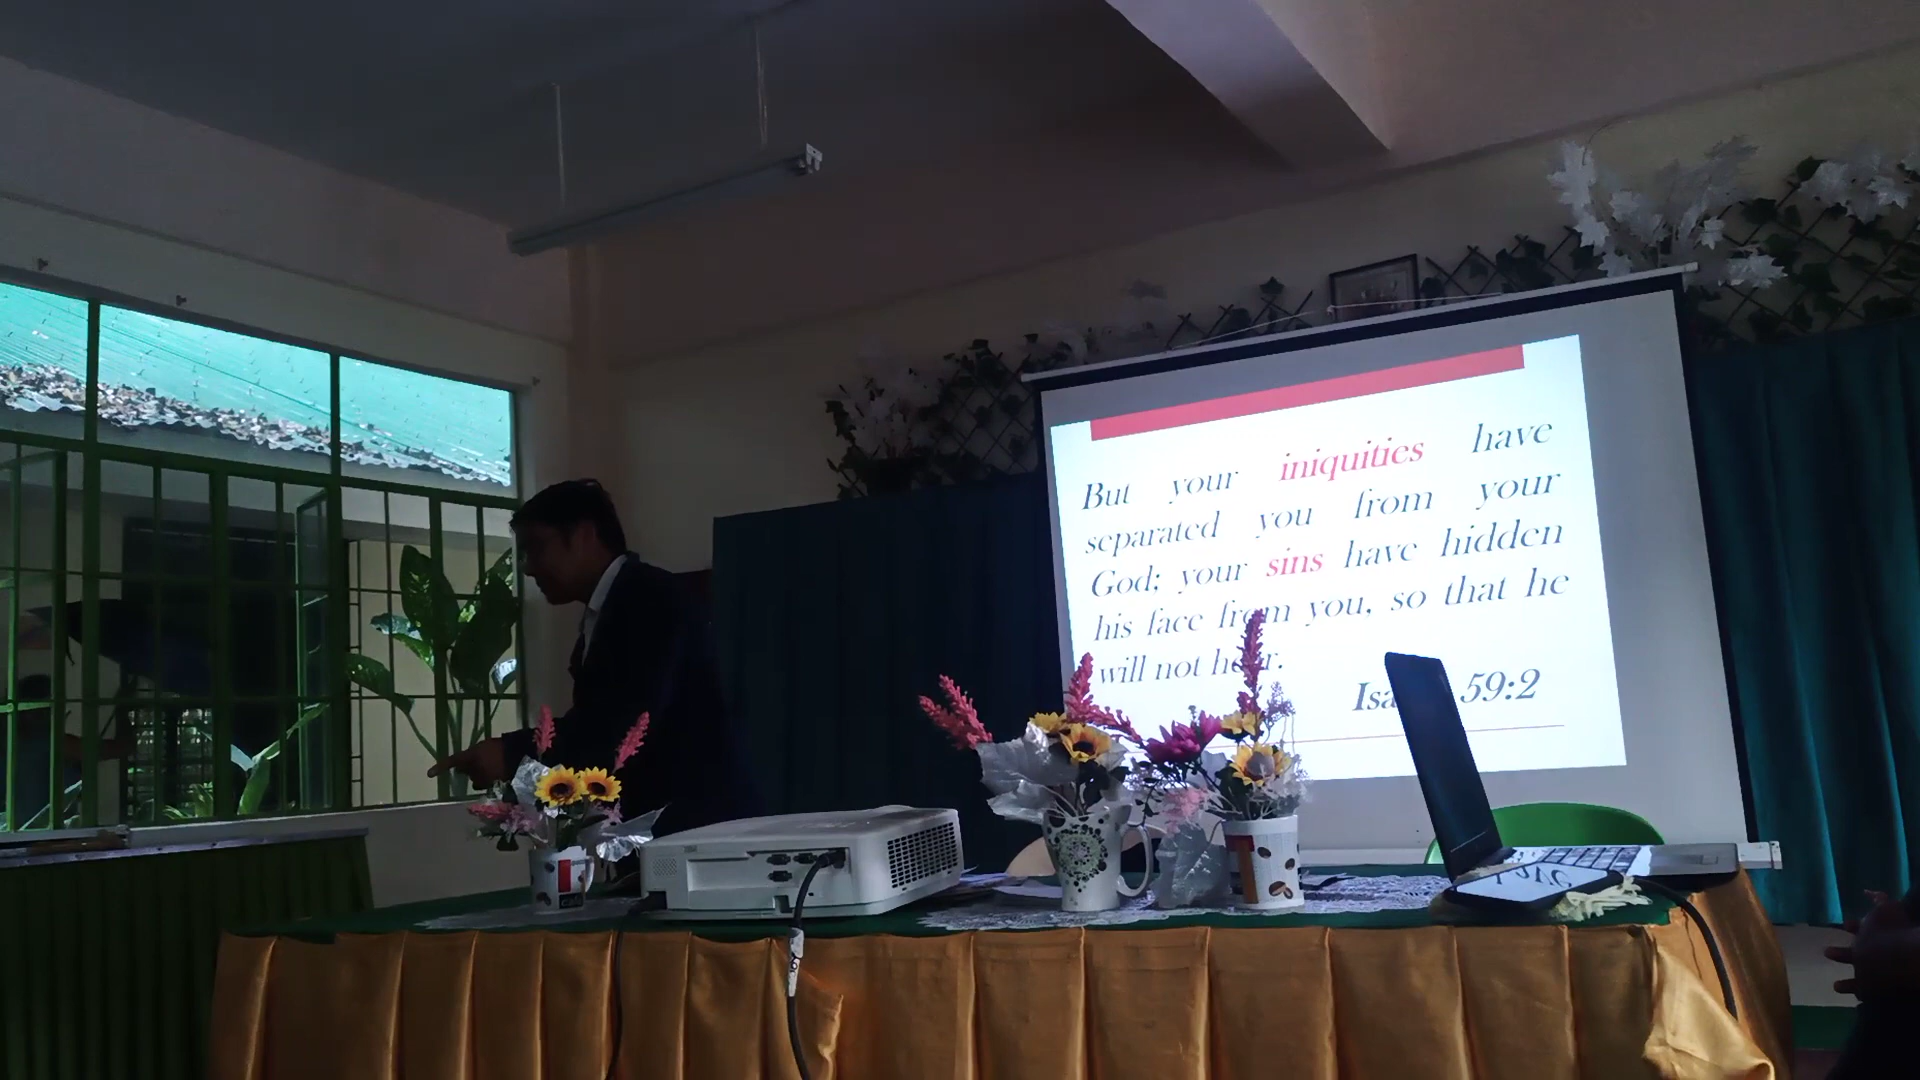 But your iniquities have
separated you from your
God; your sins have hidden
his face from you, so that he
will not hear.
59:2